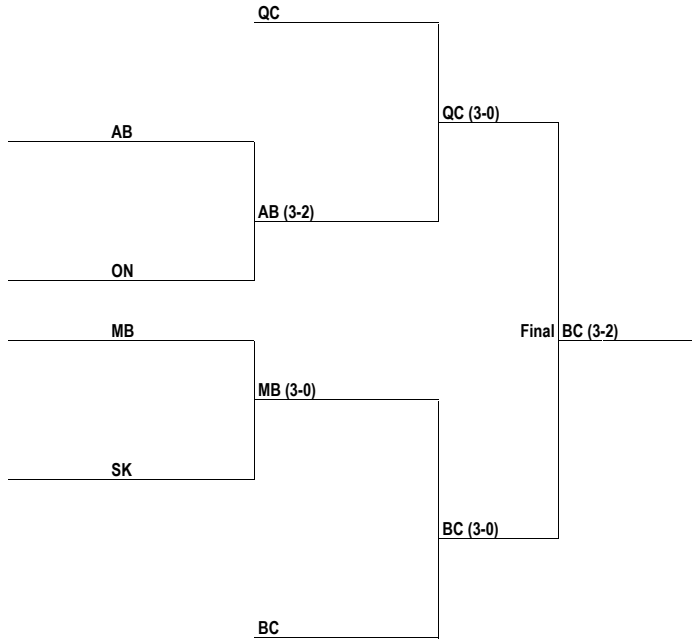 QC
QC (3-0)
AB
AB (3-2)
ON
MB
Final BC (3-2)
MB (3-0)
SK
BC (3-0)
BC